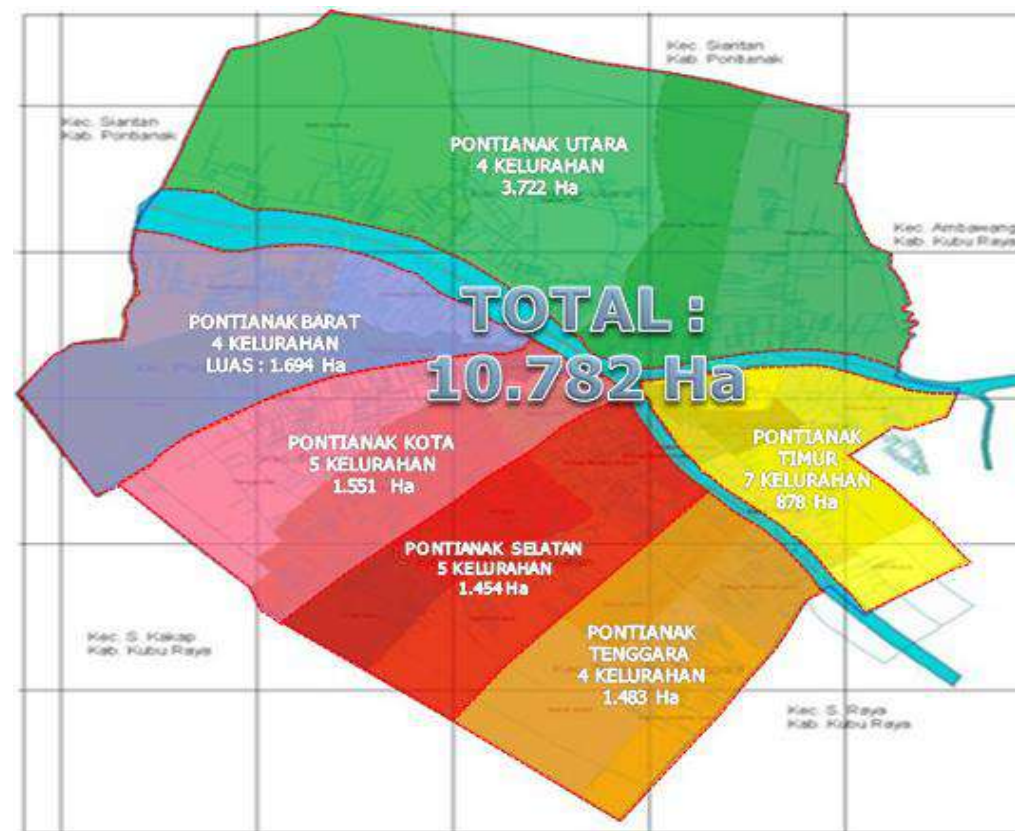 Kec. Siantan
Kab. Pontianak
Kec. Siantan
Kab. Pontianak
PONTIANAK UTARA
4 KELURAHAN
3.722 Ha
Kec. Ambawang
Kab. Kubu Raya
TOTAL :
10.782 Ha
PONTIANAK BARAT
4 KELURAHAN
LUAS : 1.694 Ha
PONTIANAK KOTA
5 KELURAHAN
1.551 Ha
PONTIANAK
TIMUR
7 KELURAHAN
878 Ha
PONTIANAK SELATAN
5 KELURAHAN
1.454 Ha
PONTIANAK
TENGGARA
4 KELURAHAN
1.483 Ha
Kec. S. Kakap
Kab. Kubu Raya
Kec. S. Raya
Kab. Kubu Raya